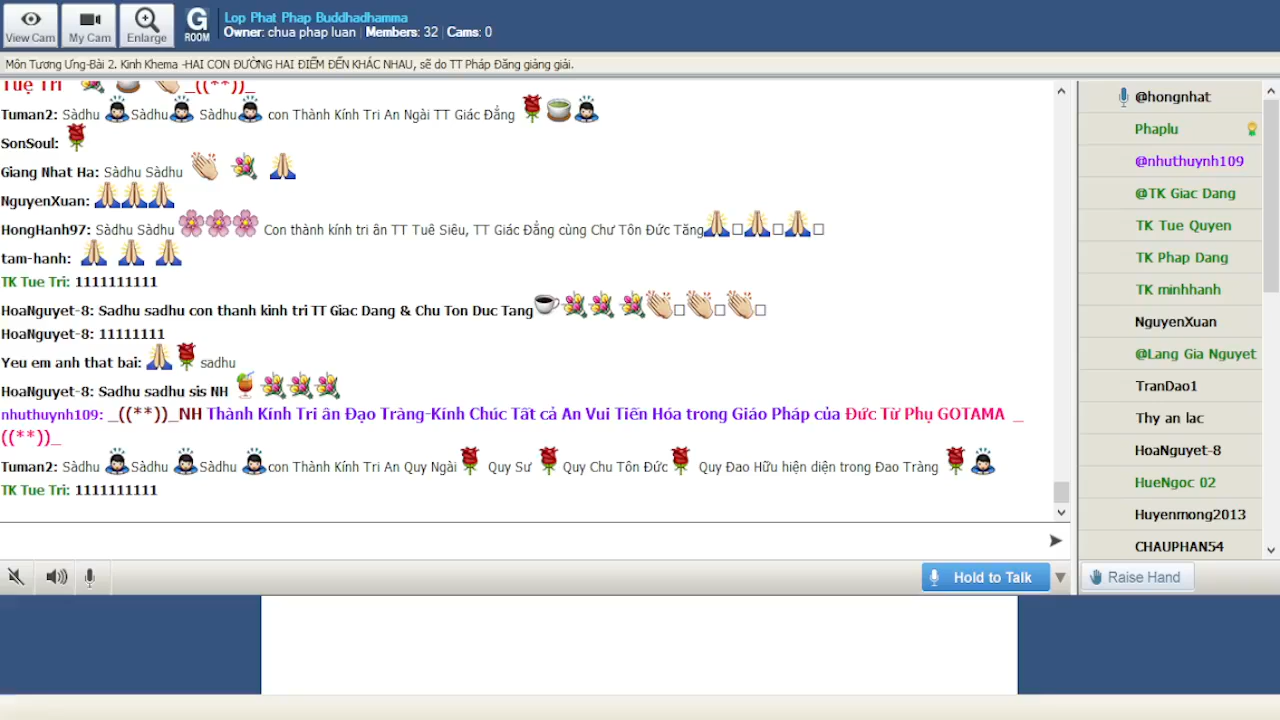 View Cam
My Cam
Enlarge
G
ROOM
Lop Phat Phap Buddhadhamma
Owner: chua phap luan Members: 32 Cams: 0
Môn Tương Ưng-Bài 2. Kinh Khema -HAI CON ĐƯỜNG HAI ĐIỂM ĐẾN KHÁC NHAU, sẽ do TT Pháp Đăng giảng giải.
Tuệ Tri _((**))_
Tuman2: Sàdhu Sàdhu Sàdhu con Thành Kính Tri An Ngài TT Giác Đẳng
SonSoul:
Giang Nhat Ha: Sàdhu Sàdhu
NguyenXuan:
HongHanh97: Sàdhu Sàdhu Con thành kính tri ân TT Tuê Siêu, TT Giác Đẳng cùng Chư Tôn Đức Tăng
tam-hanh:
TK Tue Tri: 1111111111
HoaNguyet-8: Sadhu sadhu con thanh kinh tri TT Giac Dang & Chu Ton Duc Tang
HoaNguyet-8: 11111111
Yeu em anh that bai: sadhu
HoaNguyet-8: Sadhu sadhu sis NH
nhuthuynh109: _((**))_NH Thành Kính Tri ân Đạo Tràng-Kính Chúc Tất cả An Vui Tiến Hóa trong Giáo Pháp của Đức Từ Phụ GOTAMA _
((**))_
Tuman2: Sàdhu Sàdhu Sàdhu con Thành Kính Tri An Quy Ngài Quy Sư Quy Chu Tôn Đức Quy Đao Hữu hiện diện trong Đao Tràng
TK Tue Tri: 1111111111
@hongnhat
Phaplu
@nhuthuynh109
@TK Giac Dang
TK Tue Quyen
TK Phap Dang
TK minhhanh
NguyenXuan
@Lang Gia Nguyet
TranDao1
Thy an lac
HoaNguyet-8
HueNgoc 02
Huyenmong2013
CHAUPHAN54
Hold to Talk
Raise Hand